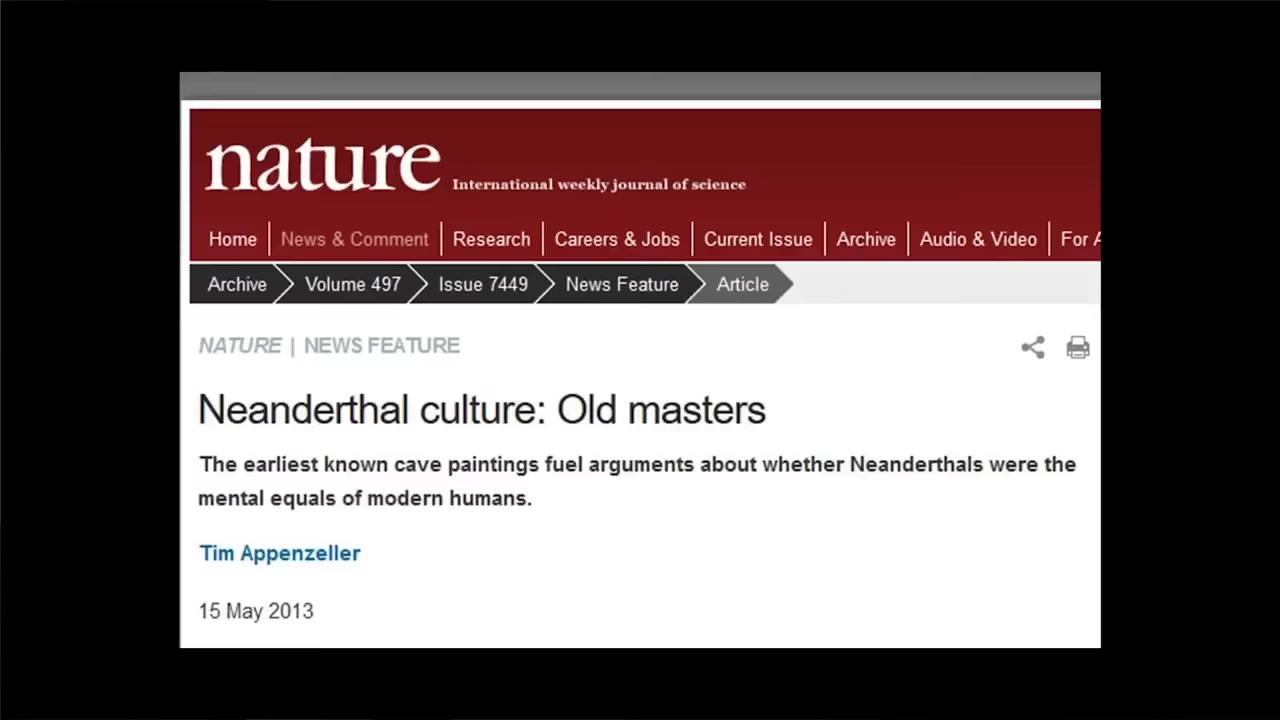 nature International weekly journal of science
Home News & Comment Research Careers & Jobs Current Issue Archive Audio & Video For A
Archive Volume 497 Issue 7449 News Feature Article
NATURE | NEWS FEATURE
Neanderthal culture: Old masters
The earliest known cave paintings fuel arguments about whether Neanderthals were the
mental equals of modern humans.
Tim Appenzeller
15 May 2013